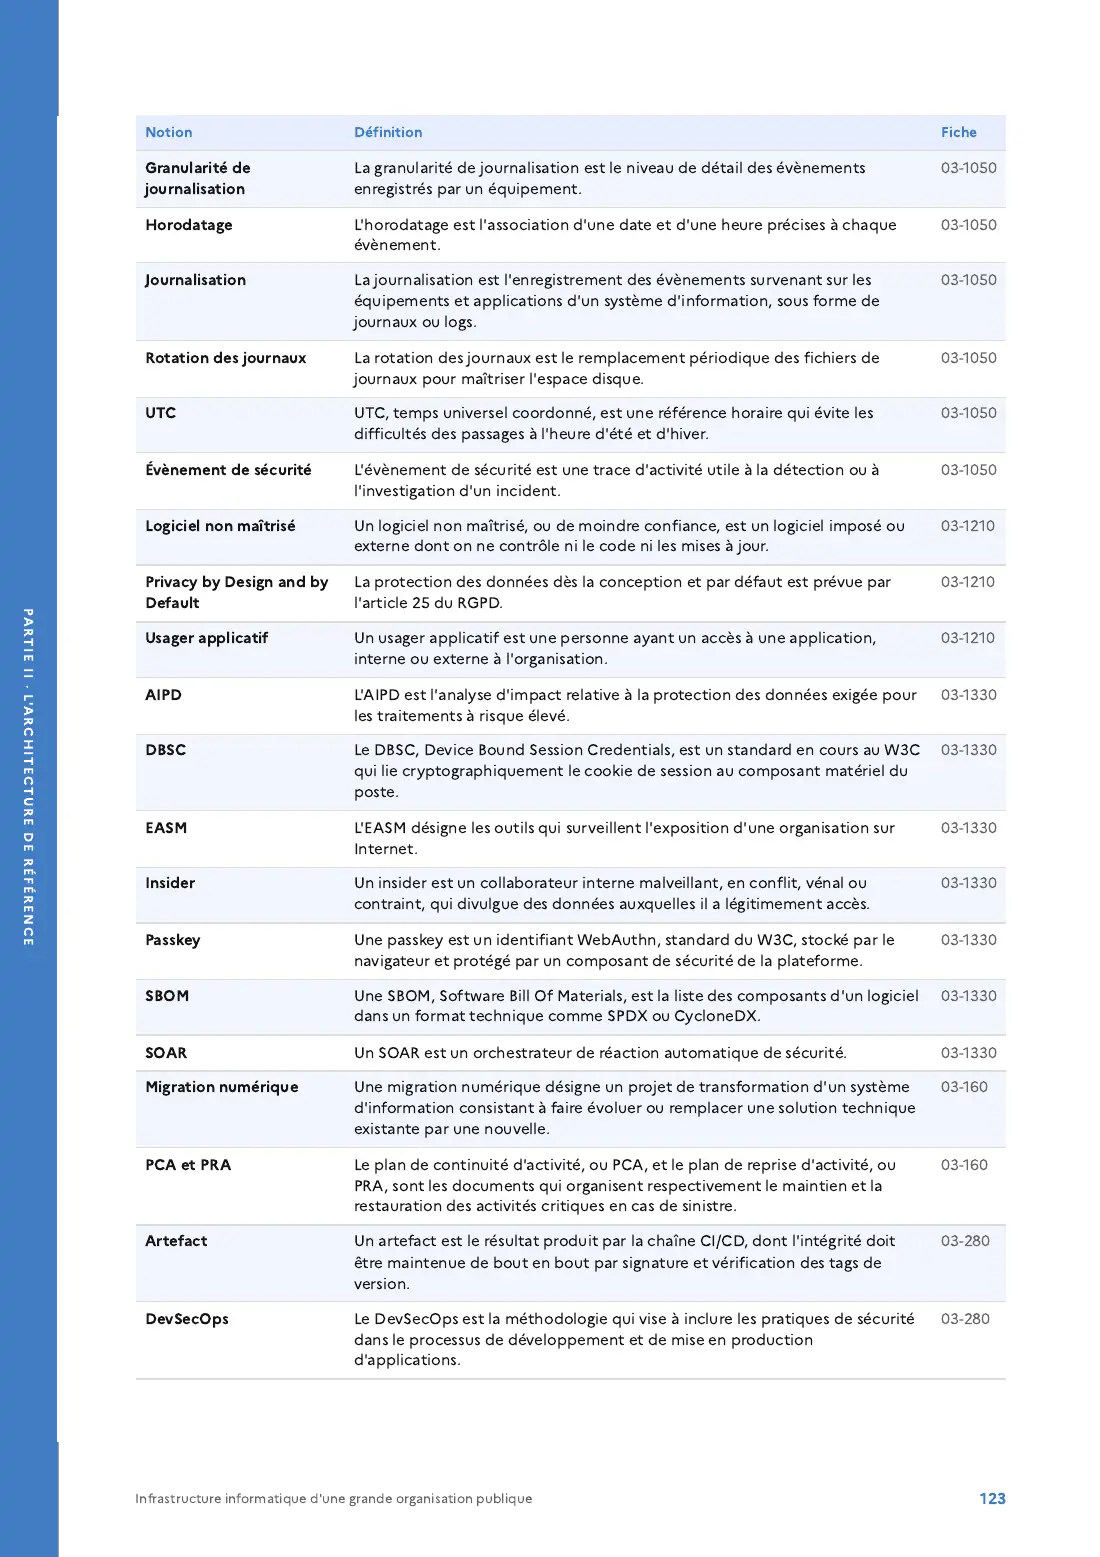 Notion Définition Fiche
Granularité de La granularité de journalisation est le niveau de détail des évènements 03-1050
journalisation enregistrés par un équipement.
Horodatage L'horodatage est l'association d'une date et d'une heure précises à chaque 03-1050
évènement.
Journalisation La journalisation est l'enregistrement des évènements survenant sur les 03-1050
équipements et applications d'un système d'information, sous forme de
journaux ou logs.
Rotation des journaux La rotation des journaux est le remplacement périodique des fichiers de 03-1050
journaux pour maîtriser l'espace disque.
UTC UTC, temps universel coordonné, est une référence horaire qui évite les 03-1050
difficultés des passages à l'heure d'été et d'hiver.
Évènement de sécurité L'évènement de sécurité est une trace d'activité utile à la détection ou à 03-1050
l'investigation d'un incident.
Logiciel non maîtrisé Un logiciel non maîtrisé, ou de moindre confiance, est un logiciel imposé ou 03-1210
externe dont on ne contrôle ni le code ni les mises à jour.
Privacy by Design and by La protection des données dès la conception et par défaut est prévue par 03-1210
Default l'article 25 du RGPD.
Usager applicatif Un usager applicatif est une personne ayant un accès à une application, 03-1210
interne ou externe à l'organisation.
AIPD L'AIPD est l'analyse d'impact relative à la protection des données exigée pour 03-1330
les traitements à risque élevé.
DBSC Le DBSC, Device Bound Session Credentials, est un standard en cours au W3C 03-1330
qui lie cryptographiquement le cookie de session au composant matériel du
poste.
EASM L'EASM désigne les outils qui surveillent l'exposition d'une organisation sur 03-1330
Internet.
Insider Un insider est un collaborateur interne malveillant, en conflit, vénal ou 03-1330
contraint, qui divulgue des données auxquelles il a légitimement accès.
Passkey Une passkey est un identifiant WebAuthn, standard du W3C, stocké par le 03-1330
navigateur et protégé par un composant de sécurité de la plateforme.
SBOM Une SBOM, Software Bill Of Materials, est la liste des composants d'un logiciel 03-1330
dans un format technique comme SPDX ou CycloneDX.
SOAR Un SOAR est un orchestrateur de réaction automatique de sécurité. 03-1330
Migration numérique Une migration numérique désigne un projet de transformation d'un système 03-160
d'information consistant à faire évoluer ou remplacer une solution technique
existante par une nouvelle.
PCA et PRA Le plan de continuité d'activité, ou PCA, et le plan de reprise d'activité, ou 03-160
PRA, sont les documents qui organisent respectivement le maintien et la
restauration des activités critiques en cas de sinistre.
Artefact Un artefact est le résultat produit par la chaîne CI/CD, dont l'intégrité doit 03-280
être maintenue de bout en bout par signature et vérification des tags de
version.
DevSecOps Le DevSecOps est la méthodologie qui vise à inclure les pratiques de sécurité 03-280
dans le processus de développement et de mise en production
d'applications.
PARTIE II · L'ARCHITECTURE DE RÉFÉRENCE
Infrastructure informatique d'une grande organisation publique 123